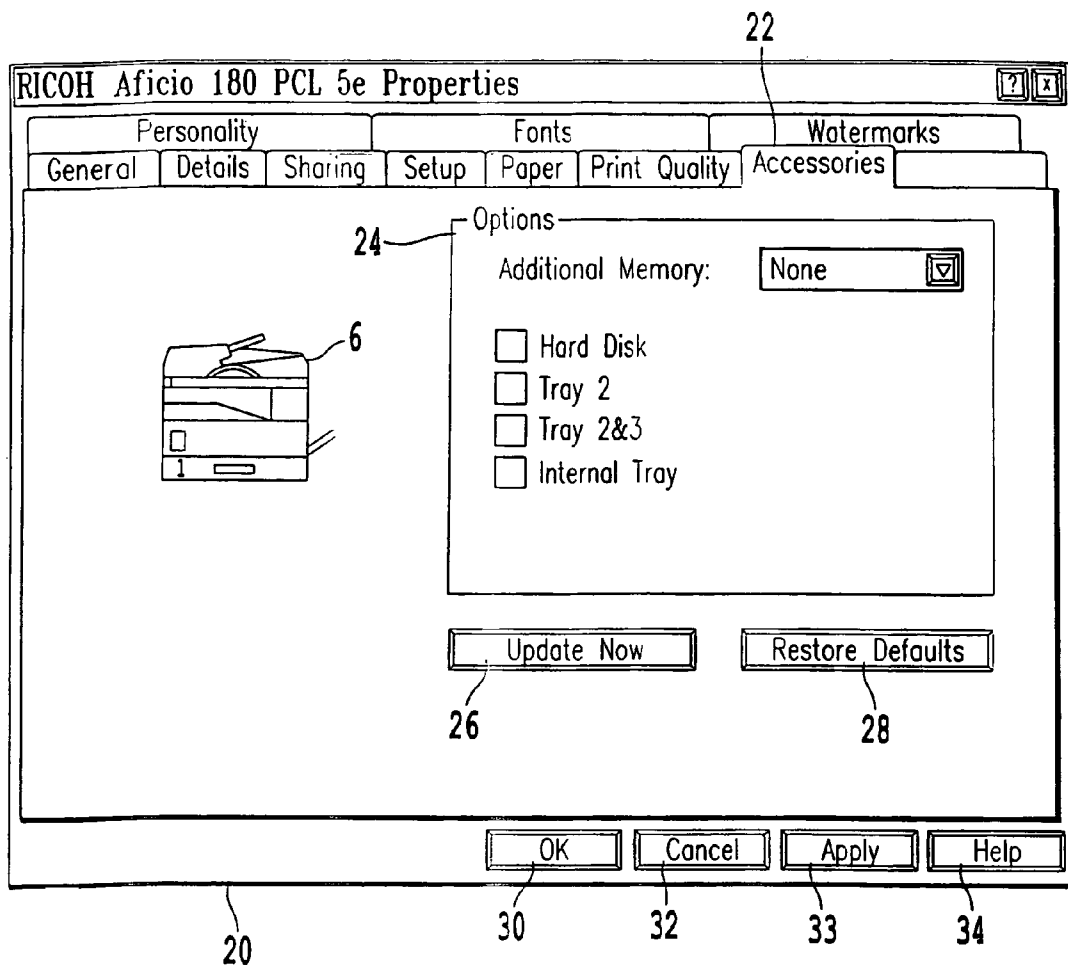 22
RICOH Aficio 180 PCL 5e Properties ? X
Personality Fonts Watermarks
General Details Sharing Setup Paper Print Quality Accessories
24
Options
Additional Memory: None
6
Hard Disk
Tray 2
Tray 2&3
Internal Tray
1
Update Now Restore Defaults
26 28
OK Cancel Apply Help
20 30 32 33 34